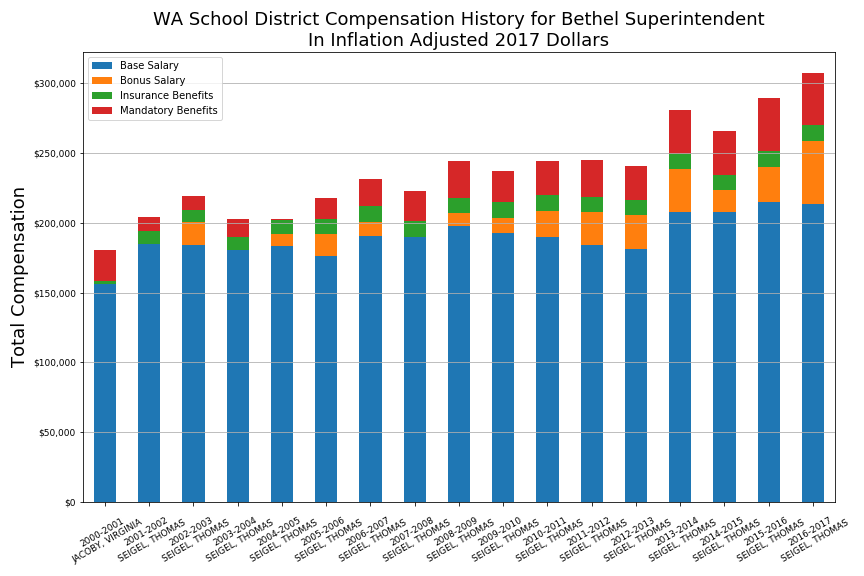 WA School District Compensation History for Bethel Superintendent
In Inflation Adjusted 2017 Dollars
Base Salary
Bonus Salary
Insurance Benefits
Mandatory Benefits
Total Compensation
$300,000
$250,000
$200,000
$150,000
$100,000
$50,000
$0
2000-2001
JACOBY, VIRGINIA
2001-2002
SEIGEL, THOMAS
2002-2003
SEIGEL, THOMAS
2003-2004
SEIGEL, THOMAS
2004-2005
SEIGEL, THOMAS
2005-2006
SEIGEL, THOMAS
2006-2007
SEIGEL, THOMAS
2007-2008
SEIGEL, THOMAS
2008-2009
SEIGEL, THOMAS
2009-2010
SEIGEL, THOMAS
2010-2011
SEIGEL, THOMAS
2011-2012
SEIGEL, THOMAS
2012-2013
SEIGEL, THOMAS
2013-2014
SEIGEL, THOMAS
2014-2015
SEIGEL, THOMAS
2015-2016
SEIGEL, THOMAS
2016-2017
SEIGEL, THOMAS